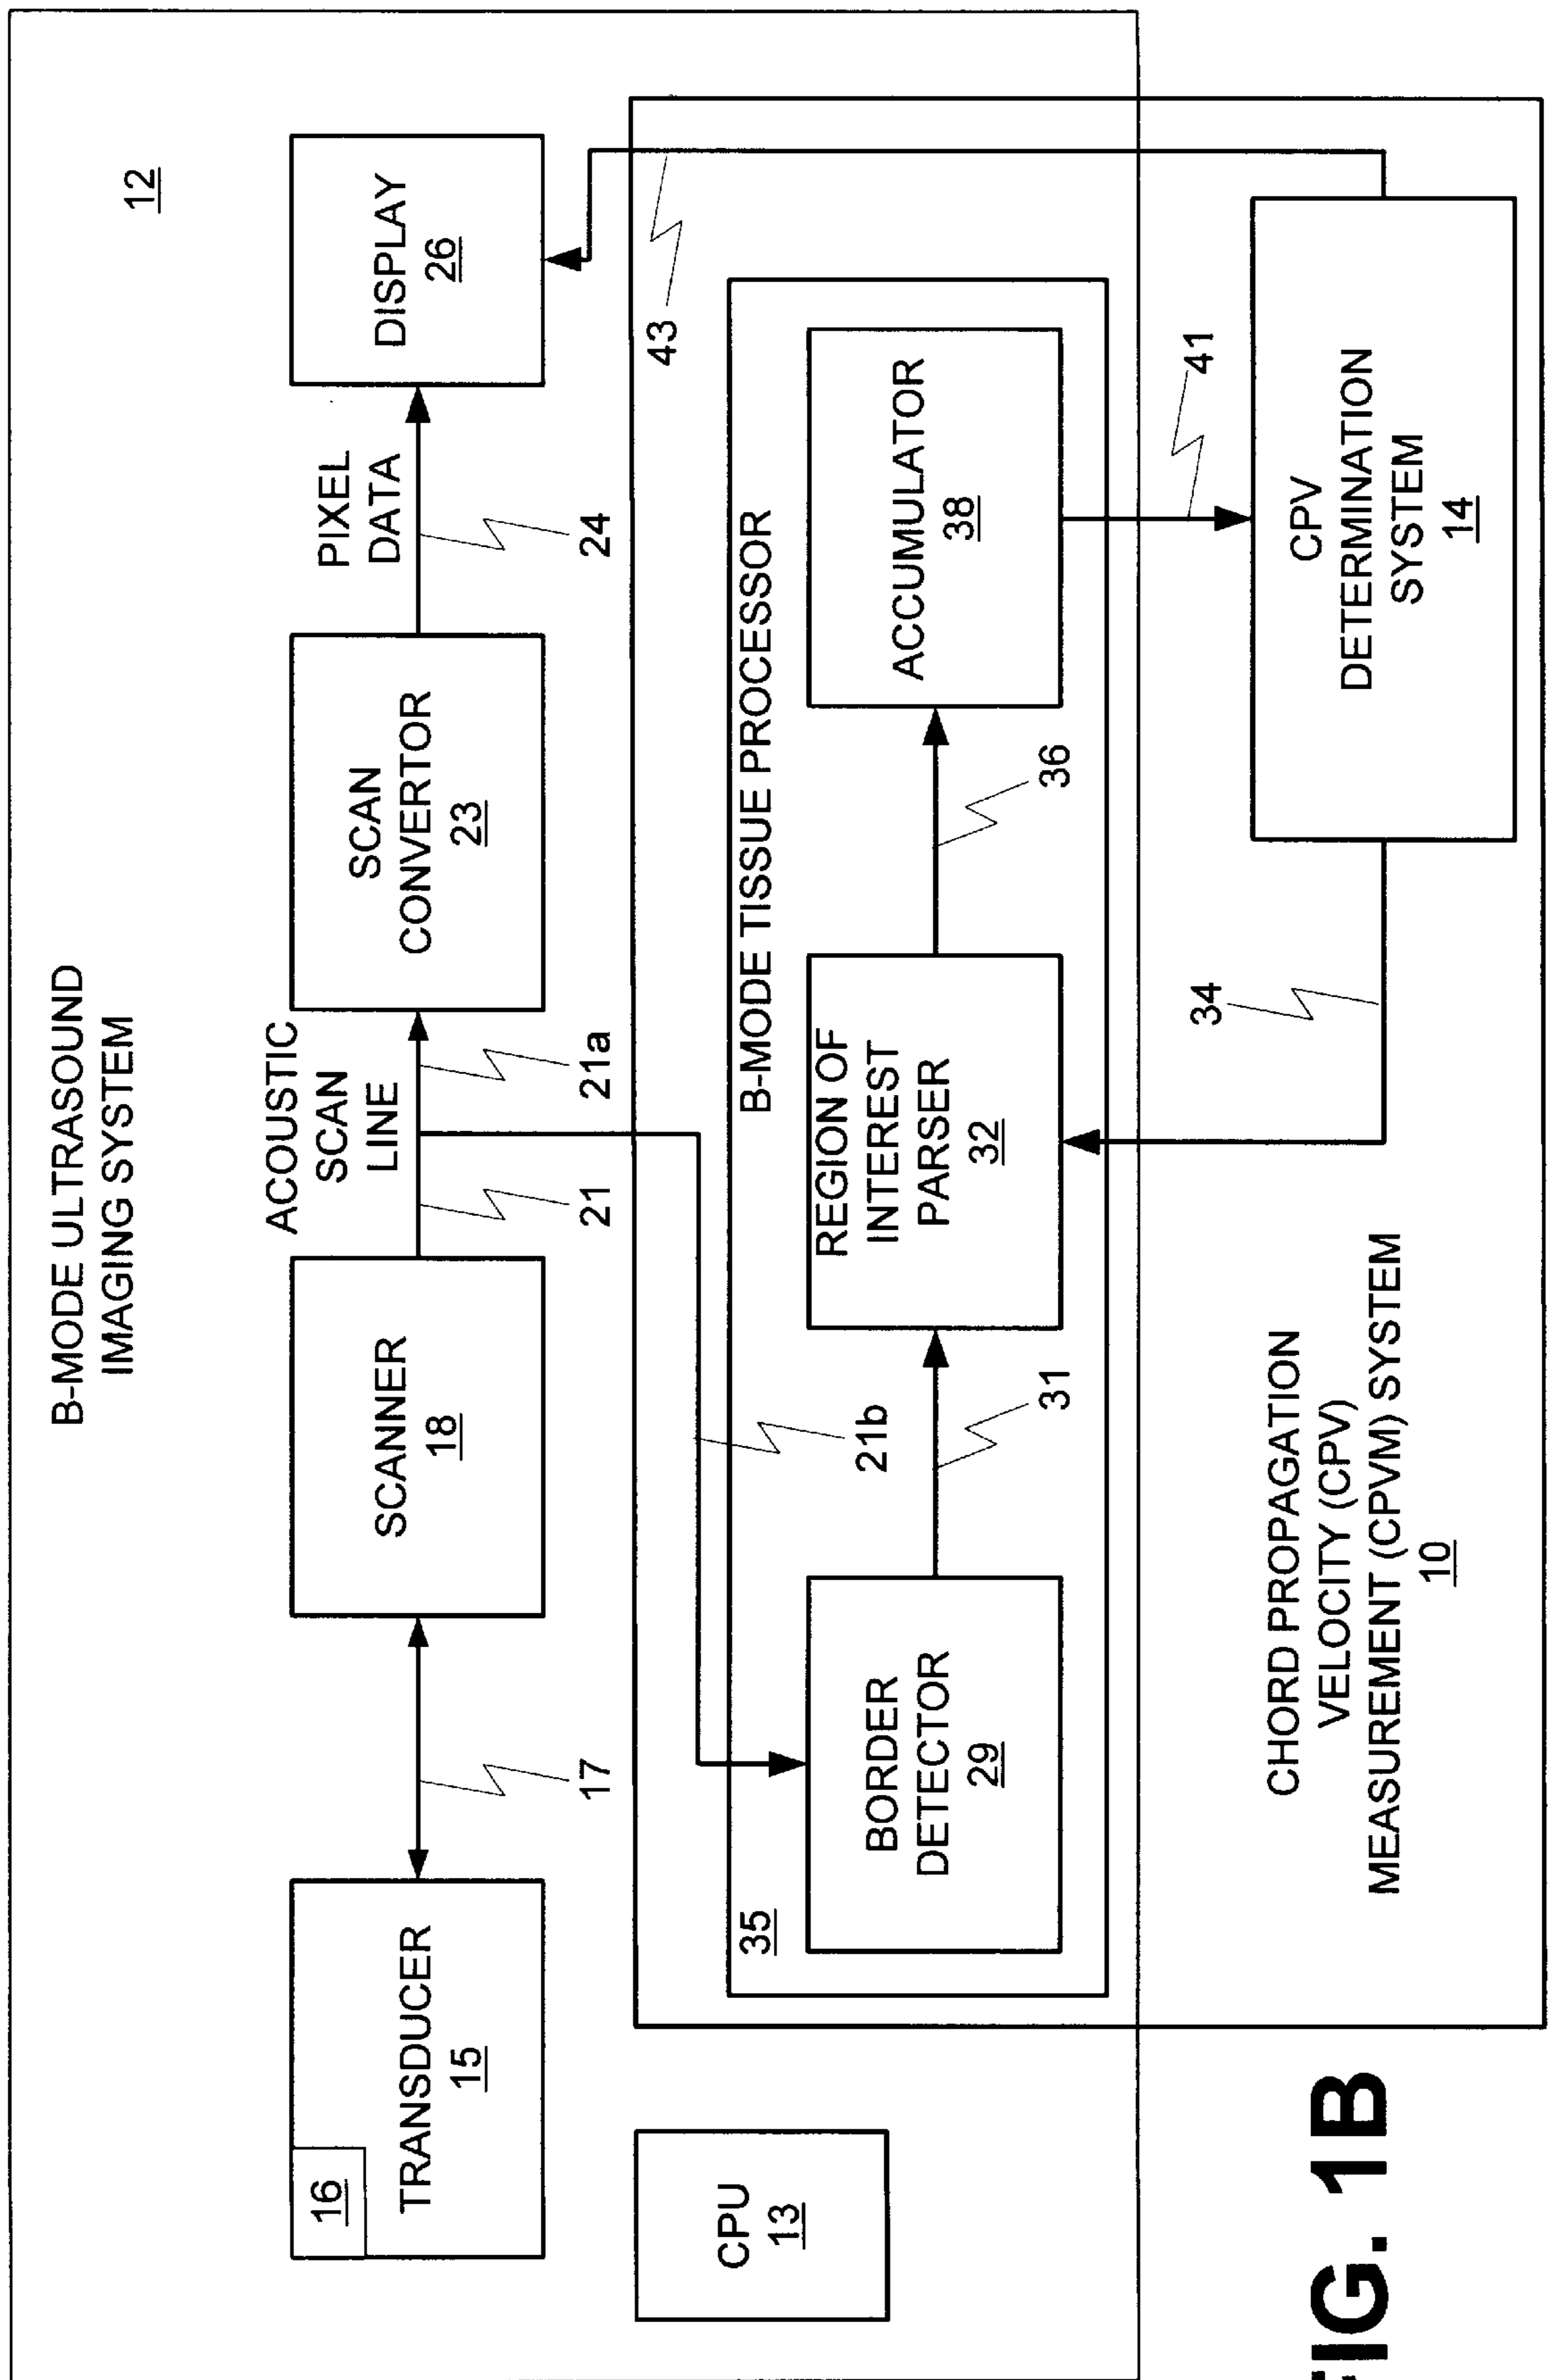 B-MODE ULTRASOUND
IMAGING SYSTEM
12
16
TRANSDUCER
15
17
SCANNER
18
ACOUSTIC
SCAN
LINE
21
21a
SCAN
CONVERTOR
23
PIXEL
DATA
24
DISPLAY
26
CPU
13
35
B-MODE TISSUE PROCESSOR
43
BORDER
DETECTOR
29
21b
31
REGION OF
INTEREST
PARSER
32
36
ACCUMULATOR
38
34
41
CHORD PROPAGATION
VELOCITY (CPV)
MEASUREMENT (CPVM) SYSTEM
10
CPV
DETERMINATION
SYSTEM
14
FIG. 1B